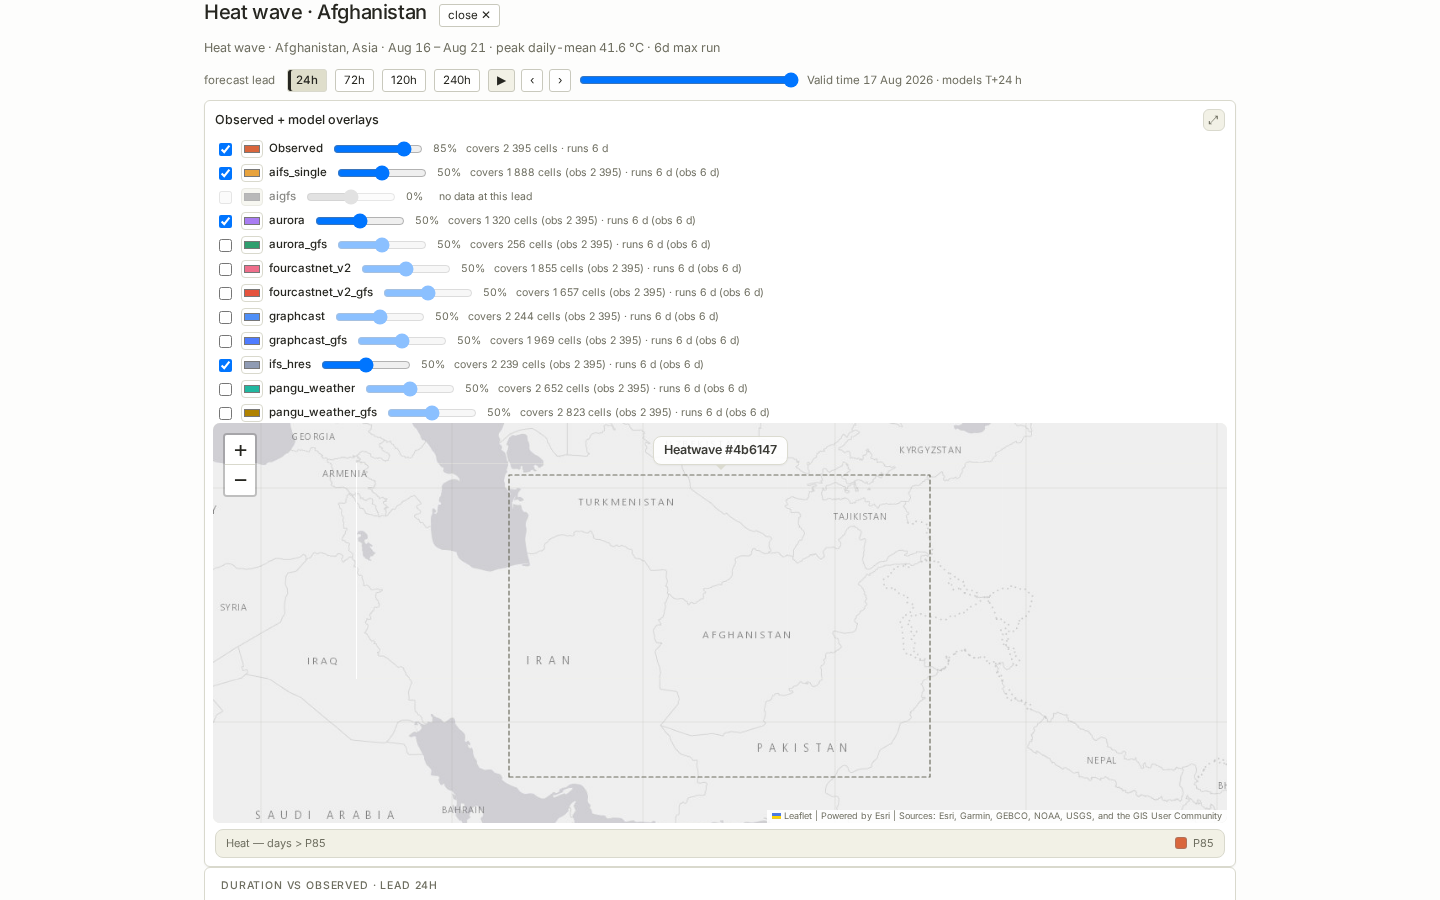 Heat wave · Afghanistan close ✕
Heat wave · Afghanistan, Asia · Aug 16 – Aug 21 · peak daily-mean 41.6 °C · 6d max run
forecast lead 24h 72h 120h 240h ▶ ‹ › Valid time 17 Aug 2026 · models T+24 h
Observed + model overlays
Observed 85% covers 2 395 cells · runs 6 d
aifs_single 50% covers 1 888 cells (obs 2 395) · runs 6 d (obs 6 d)
aigfs 0% no data at this lead
aurora 50% covers 1 320 cells (obs 2 395) · runs 6 d (obs 6 d)
aurora_gfs 50% covers 256 cells (obs 2 395) · runs 6 d (obs 6 d)
fourcastnet_v2 50% covers 1 855 cells (obs 2 395) · runs 6 d (obs 6 d)
fourcastnet_v2_gfs 50% covers 1 657 cells (obs 2 395) · runs 6 d (obs 6 d)
graphcast 50% covers 2 244 cells (obs 2 395) · runs 6 d (obs 6 d)
graphcast_gfs 50% covers 1 969 cells (obs 2 395) · runs 6 d (obs 6 d)
ifs_hres 50% covers 2 239 cells (obs 2 395) · runs 6 d (obs 6 d)
pangu_weather 50% covers 2 652 cells (obs 2 395) · runs 6 d (obs 6 d)
pangu_weather_gfs 50% covers 2 823 cells (obs 2 395) · runs 6 d (obs 6 d)
+
−
Heatwave #4b6147
GEORGIA
KYRGYZSTAN
ARMENIA
TURKMENISTAN
TAJIKISTAN
SYRIA
AFGHANISTAN
IRAQ
IRAN
PAKISTAN
NEPAL
BAHRAIN
SAUDI ARABIA
Leaflet | Powered by Esri | Sources: Esri, Garmin, GEBCO, NOAA, USGS, and the GIS User Community
Heat — days > P85 P85
DURATION VS OBSERVED · LEAD 24H